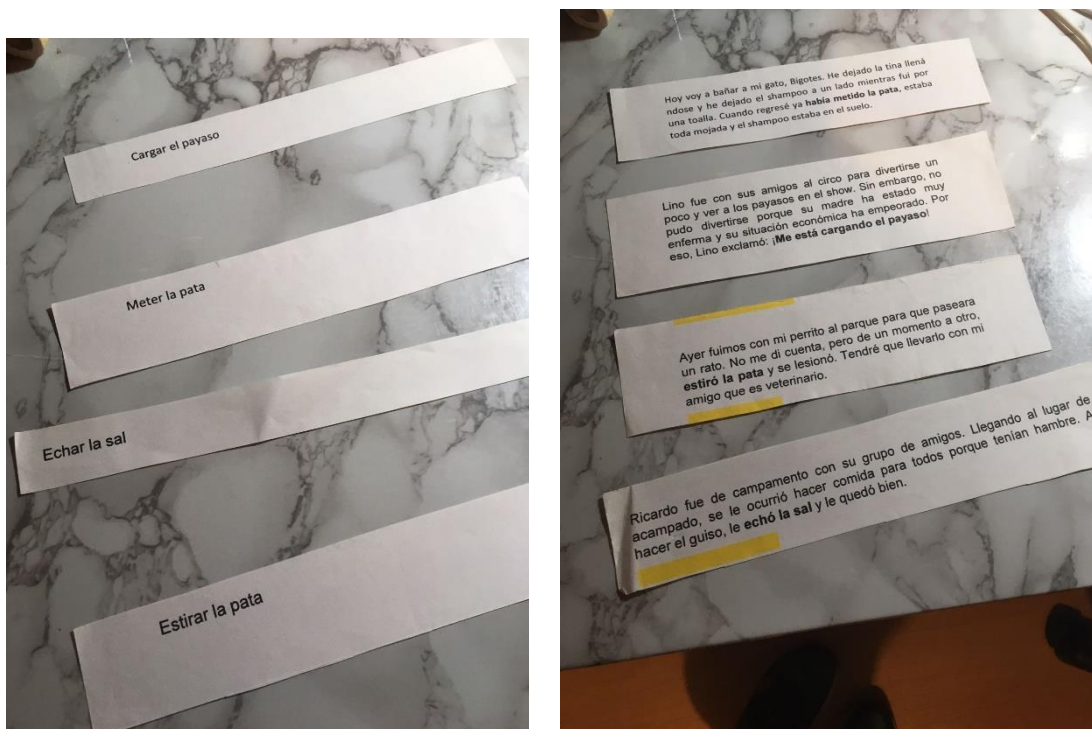 Cargar el payaso
Meter la pata
Echar la sal
Estirar la pata
Hoy voy a bañar a mi gato, Bigotes. He dejado la tina llená
ndose y he dejado el shampoo a un lado mientras fui por
una toalla. Cuando regresé ya había metido la pata, estaba
toda mojada y el shampoo estaba en el suelo.
Lino fue con sus amigos al circo para divertirse un
poco y ver a los payasos en el show. Sin embargo, no
pudo divertirse porque su madre ha estado muy
enferma y su situación económica ha empeorado. Por
eso, Lino exclamó: ¡Me está cargando el payaso!
Ayer fuimos con mi perrito al parque para que paseara
un rato. No me di cuenta, pero de un momento a otro,
estiró la pata y se lesionó. Tendré que llevarlo con mi
amigo que es veterinario.
Ricardo fue de campamento con su grupo de amigos. Llegando al lugar de
acampado, se le ocurrió hacer comida para todos porque tenían hambre. A
hacer el guiso, le echó la sal y le quedó bien.